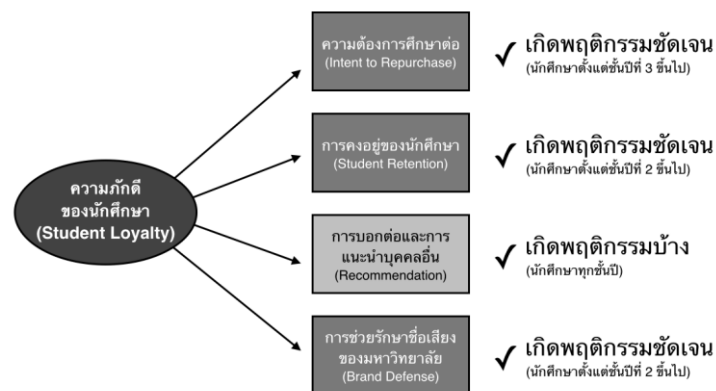 ความภักดี
ของนักศึกษา
(Student Loyalty)
ความต้องการศึกษาต่อ
(Intent to Repurchase)
✓ เกิดพฤติกรรมชัดเจน
(นักศึกษาตั้งแต่ชั้นปีที่ 3 ขึ้นไป)
การคงอยู่ของนักศึกษา
(Student Retention)
✓ เกิดพฤติกรรมชัดเจน
(นักศึกษาตั้งแต่ชั้นปีที่ 2 ขึ้นไป)
การบอกต่อและการ
แนะนำบุคคลอื่น
(Recommendation)
✓ เกิดพฤติกรรมบ้าง
(นักศึกษาทุกชั้นปี)
การช่วยรักษาชื่อเสียง
ของมหาวิทยาลัย
(Brand Defense)
✓ เกิดพฤติกรรมชัดเจน
(นักศึกษาตั้งแต่ชั้นปีที่ 2 ขึ้นไป)